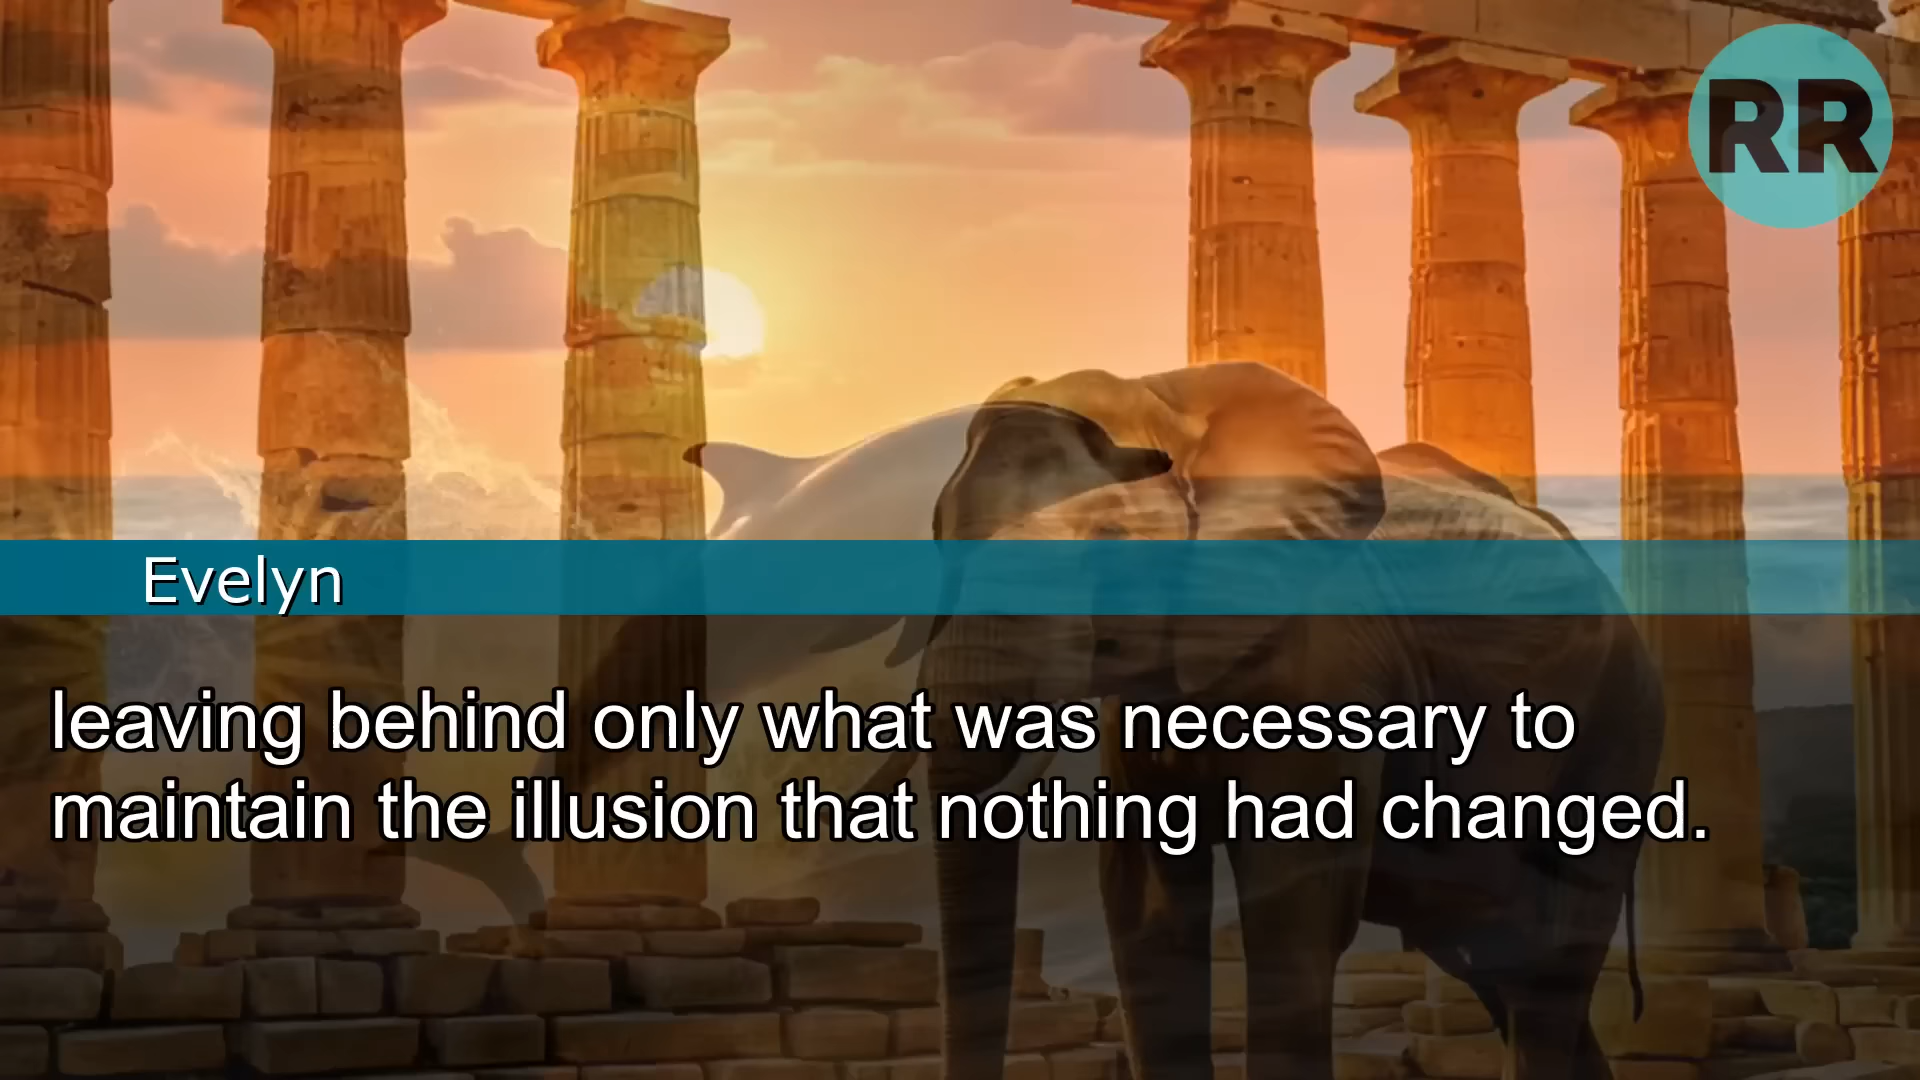 RR
Evelyn
leaving behind only what was necessary to
maintain the illusion that nothing had changed.